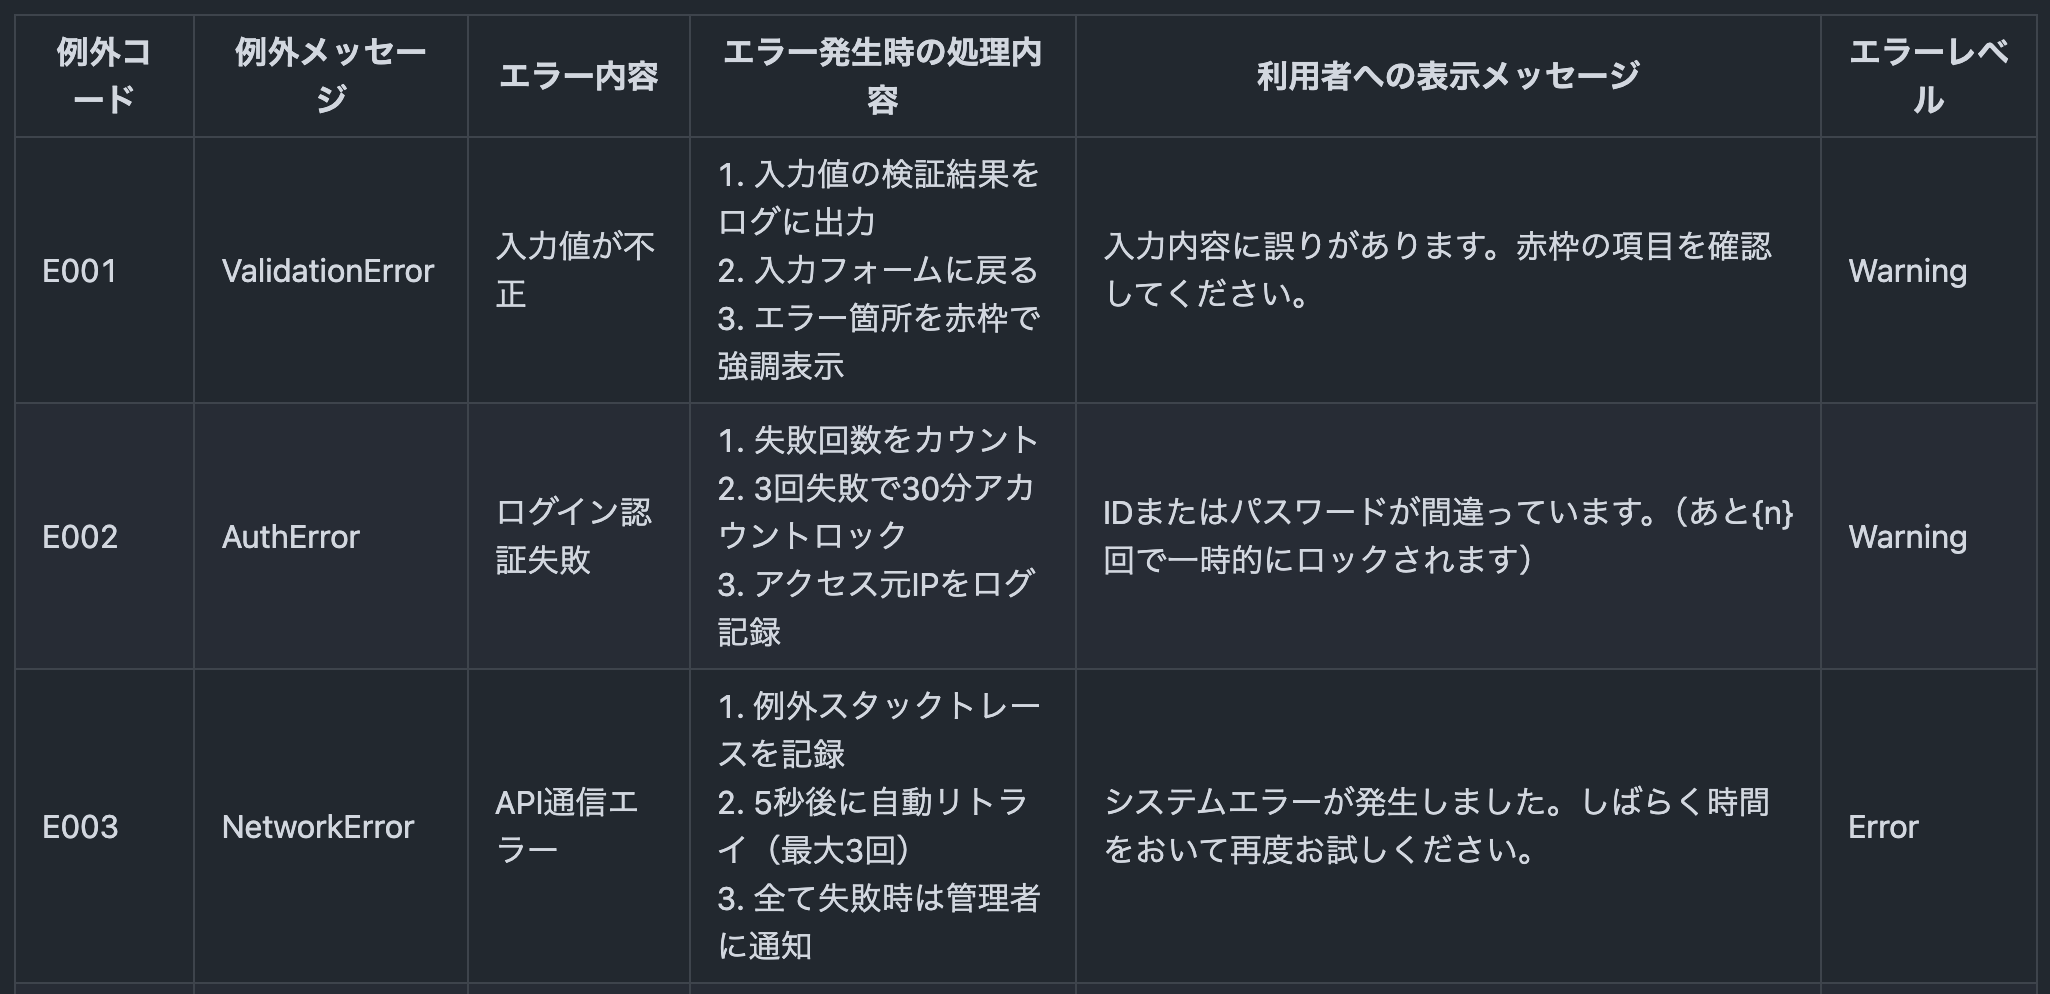 例外コ
ード
例外メッセー
ジ
エラー内容
エラー発生時の処理内
容
利用者への表示メッセージ
エラーレベ
ル
E001
ValidationError
入力値が不
正
1. 入力値の検証結果を
ログに出力
2. 入力フォームに戻る
3. エラー箇所を赤枠で
強調表示
入力内容に誤りがあります。赤枠の項目を確認
してください。
Warning
E002
AuthError
ログイン認
証失敗
1. 失敗回数をカウント
2. 3回失敗で30分アカ
ウントロック
3. アクセス元IPをログ
記録
IDまたはパスワードが間違っています。（あと{n}
回で一時的にロックされます）
Warning
E003
NetworkError
API通信エ
ラー
1. 例外スタックトレー
スを記録
2. 5秒後に自動リトラ
イ（最大3回）
3. 全て失敗時は管理者
に通知
システムエラーが発生しました。しばらく時間
をおいて再度お試しください。
Error